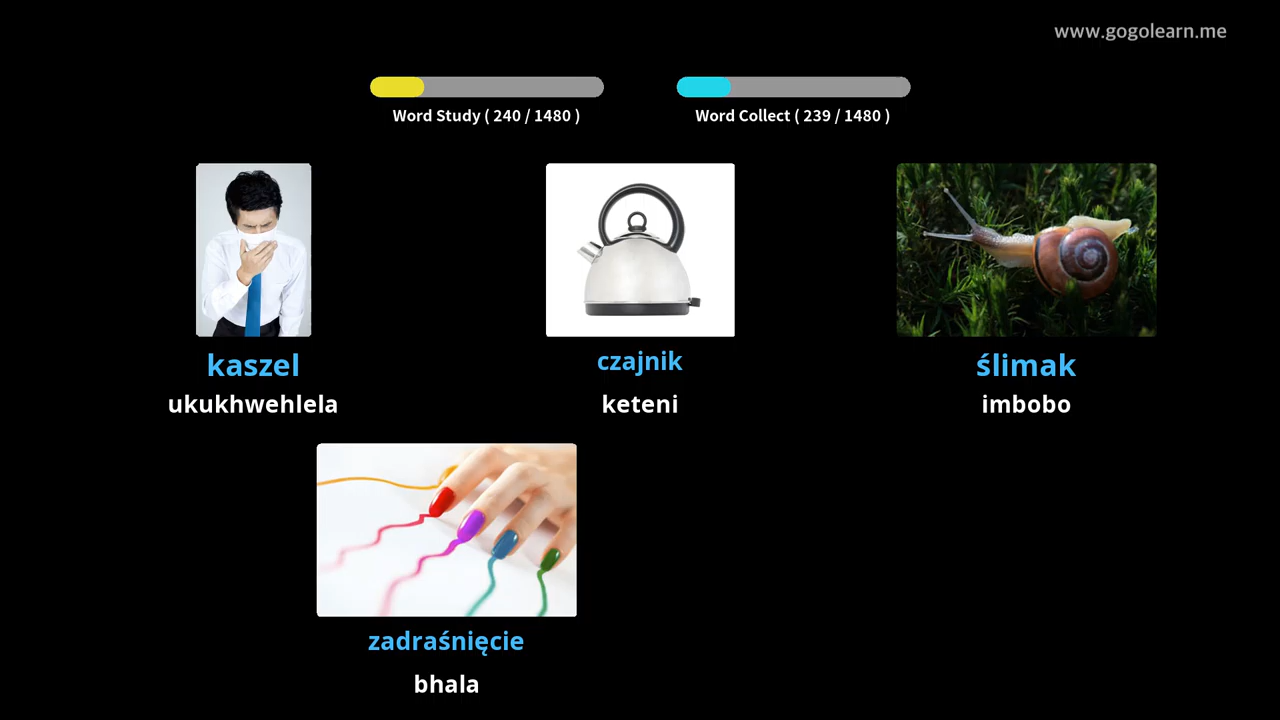 www.gogolearn.me
Word Study ( 240 / 1480 )
Word Collect ( 239 / 1480 )
kaszel
czajnik
ślimak
ukukhwehlela
keteni
imbobo
zadraśnięcie
bhala